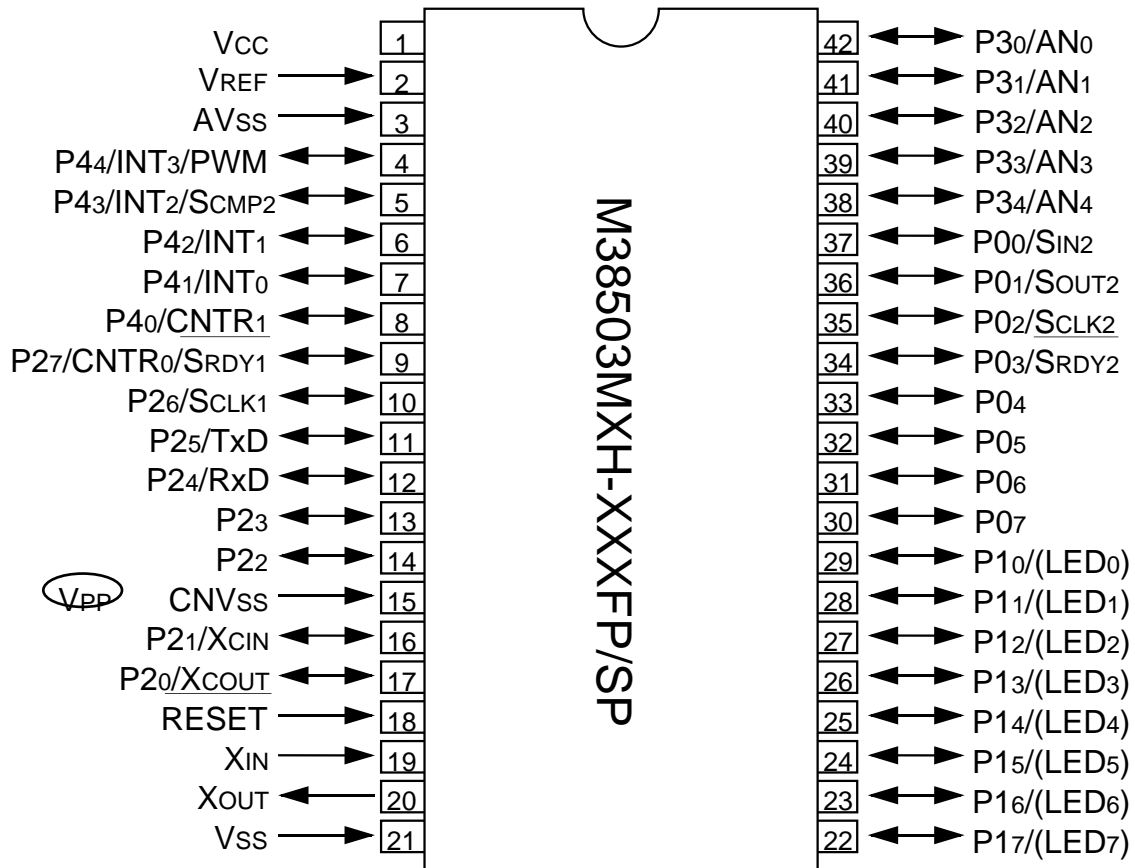 VCC 1
VREF 2
AVSS 3
P44/INT3/PWM 4
P43/INT2/SCMP2 5
P42/INT1 6
P41/INT0 7
P40/CNTR1 8
P27/CNTR0/SRDY1 9
P26/SCLK1 10
P25/TxD 11
P24/RxD 12
P23 13
P22 14
VPP CNVSS 15
P21/XCIN 16
P20/XCOUT 17
RESET 18
XIN 19
XOUT 20
VSS 21
M38503MXH-XXXFP/SP
42 P30/AN0
41 P31/AN1
40 P32/AN2
39 P33/AN3
38 P34/AN4
37 P00/SIN2
36 P01/SOUT2
35 P02/SCLK2
34 P03/SRDY2
33 P04
32 P05
31 P06
30 P07
29 P10/(LED0)
28 P11/(LED1)
27 P12/(LED2)
26 P13/(LED3)
25 P14/(LED4)
24 P15/(LED5)
23 P16/(LED6)
22 P17/(LED7)